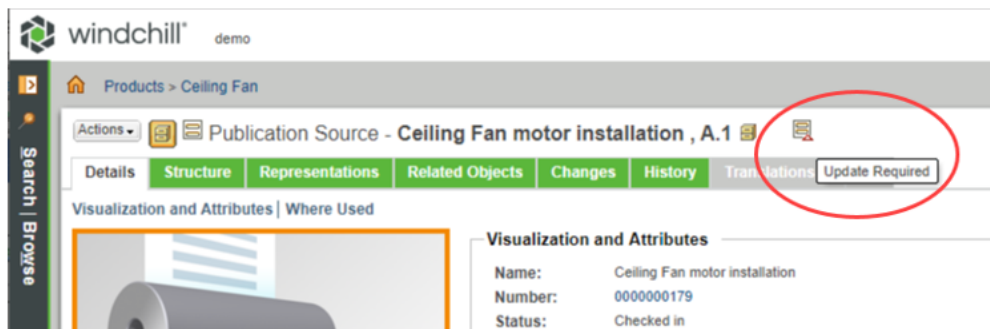 windchill® demo
Products > Ceiling Fan
Actions Publication Source - Ceiling Fan motor installation , A.1
Details Structure Representations Related Objects Changes History Translations Update Required
Search | Browse
Visualization and Attributes | Where Used
Visualization and Attributes
Name: Ceiling Fan motor installation
Number: 0000000179
Status: Checked in